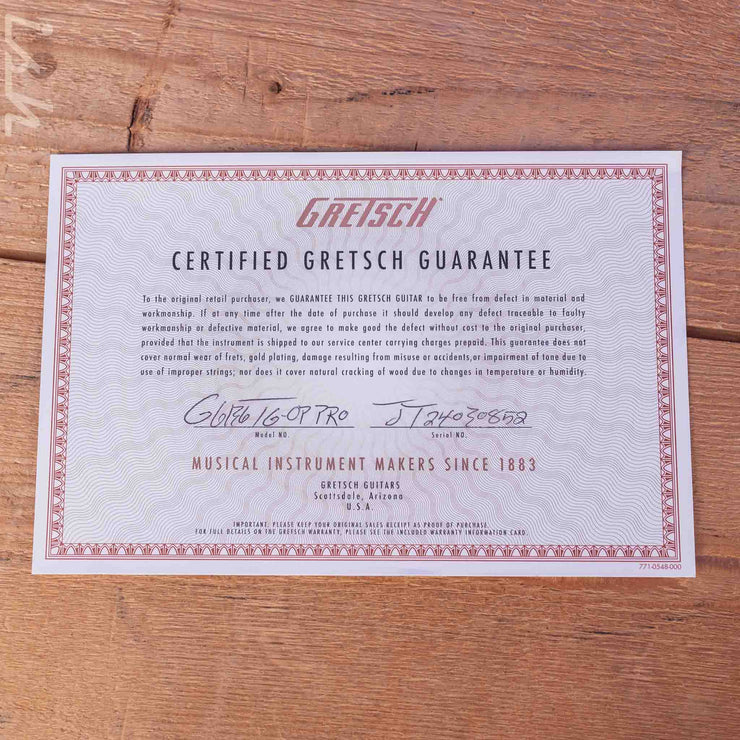 GRETSCH®
CERTIFIED GRETSCH GUARANTEE
To the original retail purchaser, we GUARANTEE THIS GRETSCH GUITAR to be free from defect in material and
workmonship. If at any time after the date of purchase it should develop any defect traceable to faulty
workmanship or defective material, we agree to make good the defect without cost to the original purchaser,
provided that the instrument is shipped to our service center carrying charges prepaid. This guarantee does not
cover normal wear of frets, gold plating, damage resulting from misuse or accidents,or impairment of tone due to
use of improper strings; nor does it cover natural cracking of wood due to changes in temperature or humidity.
G6136TG-OP PRO JT24030852
Model NO. Serial NO.
MUSICAL INSTRUMENT MAKERS SINCE 1883
GRETSCH GUITARS
Scottsdale, Arizona
U.S.A.
IMPORTANT: PLEASE KEEP YOUR ORIGINAL SALES RECEIPT AS PROOF OF PURCHASE.
FOR FULL DETAILS ON THE GRETSCH WARRANTY, PLEASE SEE THE INCLUDED WARRANTY INFORMATION CARD.
771-0548-000